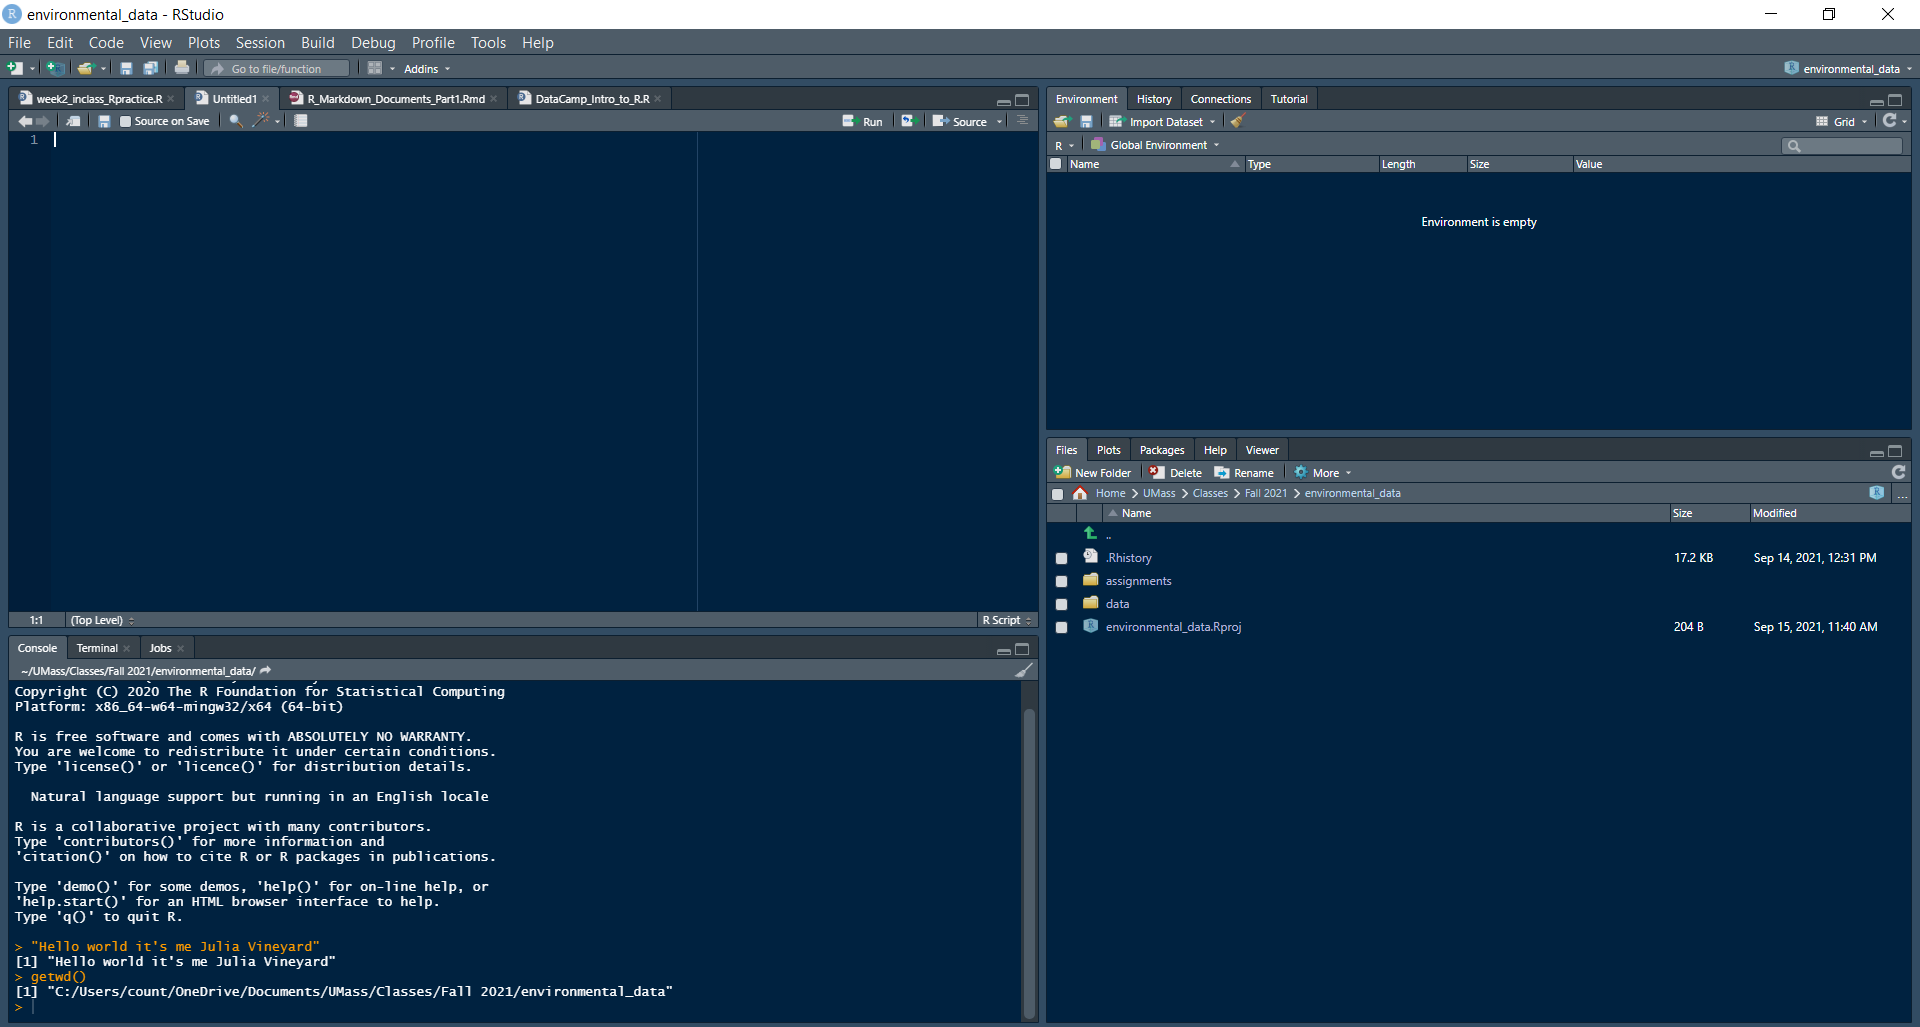 environmental_data - RStudio
File Edit Code View Plots Session Build Debug Profile Tools Help
Go to file/function Addins environmental_data
week2_inclass_Rpractice.R Untitled1 R_Markdown_Documents_Part1.Rmd DataCamp_Intro_to_R.R
Source on Save Run Source
1
1:1 (Top Level) R Script
Console Terminal Jobs
~/UMass/Classes/Fall 2021/environmental_data/
Copyright (C) 2020 The R Foundation for Statistical Computing
Platform: x86_64-w64-mingw32/x64 (64-bit)
R is free software and comes with ABSOLUTELY NO WARRANTY.
You are welcome to redistribute it under certain conditions.
Type 'license()' or 'licence()' for distribution details.
Natural language support but running in an English locale
R is a collaborative project with many contributors.
Type 'contributors()' for more information and
'citation()' on how to cite R or R packages in publications.
Type 'demo()' for some demos, 'help()' for on-line help, or
'help.start()' for an HTML browser interface to help.
Type 'q()' to quit R.
> "Hello world it's me Julia Vineyard"
[1] "Hello world it's me Julia Vineyard"
> getwd()
[1] "C:/Users/count/OneDrive/Documents/UMass/Classes/Fall 2021/environmental_data"
>
Environment History Connections Tutorial
Import Dataset Grid
R Global Environment
Name Type Length Size Value
Environment is empty
Files Plots Packages Help Viewer
New Folder Delete Rename More
Home > UMass > Classes > Fall 2021 > environmental_data ...
Name Size Modified
..
.Rhistory 17.2 KB Sep 14, 2021, 12:31 PM
assignments
data
environmental_data.Rproj 204 B Sep 15, 2021, 11:40 AM